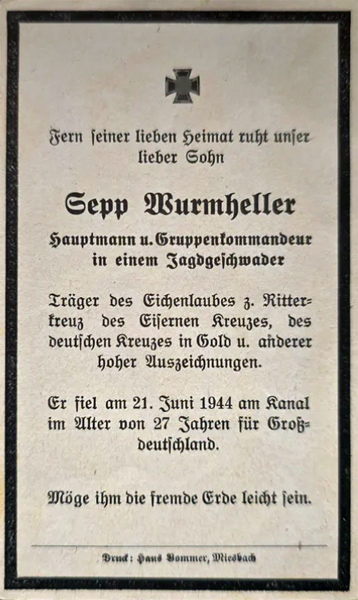 Fern seiner lieben Heimat ruht unser
lieber Sohn
Sepp Wurmheller
Hauptmann u. Gruppenkommandeur
in einem Jagdgeschwader
Träger des Eichenlaubes z. Ritter-
kreuz des Eisernen Kreuzes, des
deutschen Kreuzes in Gold u. anderer
hoher Auszeichnungen.
Er fiel am 21. Juni 1944 am Kanal
im Alter von 27 Jahren für Groß-
deutschland.
Möge ihm die fremde Erde leicht sein.
Druck: Hans Bommer, Miesbach